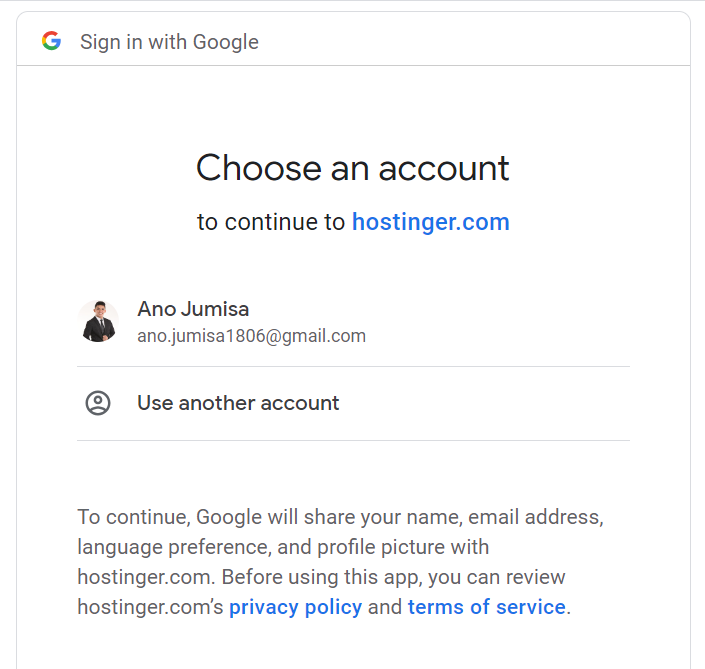 Sign in with Google
Choose an account
to continue to hostinger.com
Ano Jumisa
ano.jumisa1806@gmail.com
Use another account
To continue, Google will share your name, email address,
language preference, and profile picture with
hostinger.com. Before using this app, you can review
hostinger.com’s privacy policy and terms of service.